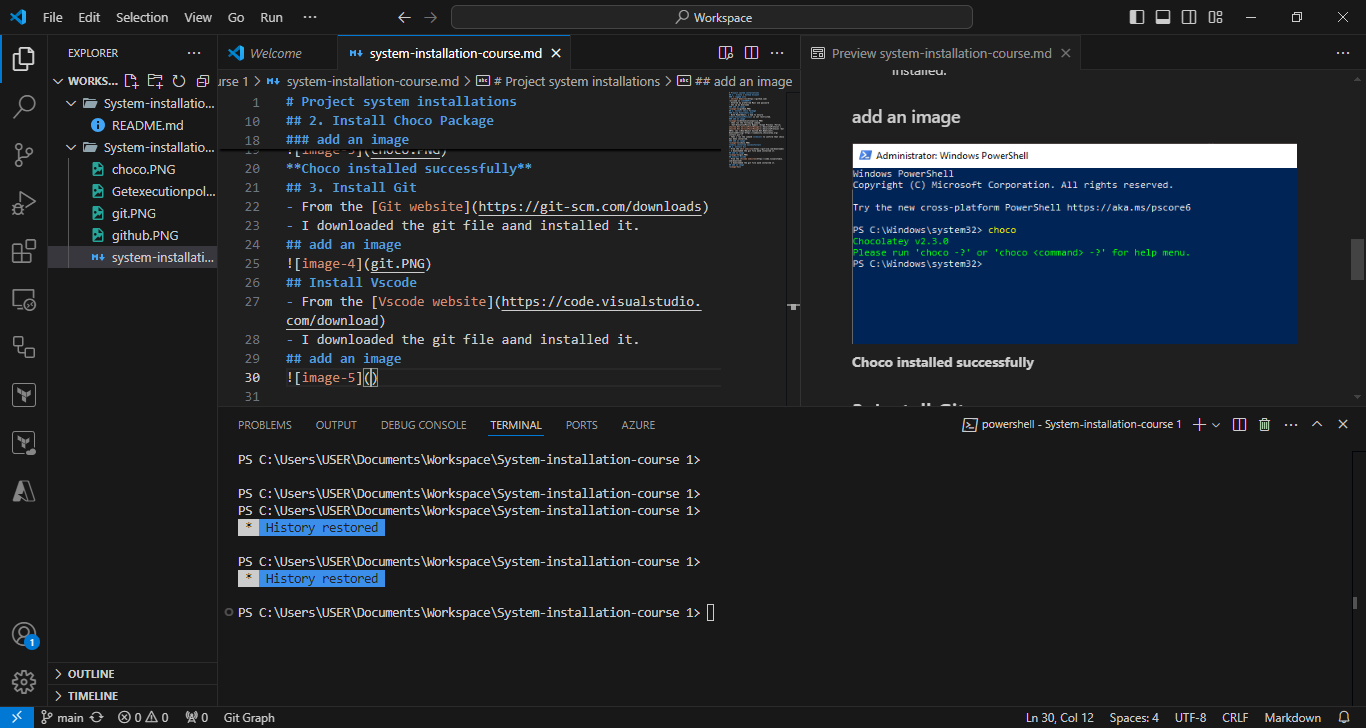 File Edit Selection View Go Run ··· Workspace
EXPLORER ···
WORKS...
System-installatio...
README.md
System-installatio...
choco.PNG
Getexecutionpol...
git.PNG
github.PNG
system-installati...
OUTLINE
TIMELINE
Welcome system-installation-course.md
urse 1 > system-installation-course.md > # Project system installations > ## add an image
1 # Project system installations
10 ## 2. Install Choco Package
18 ### add an image
19 ![image-3](choco.PNG)
20 **Choco installed successfully**
21 ## 3. Install Git
22 - From the [Git website](https://git-scm.com/downloads)
23 - I downloaded the git file aand installed it.
24 ## add an image
25 ![image-4](git.PNG)
26 ## Install Vscode
27 - From the [Vscode website](https://code.visualstudio.
com/download)
28 - I downloaded the git file aand installed it.
29 ## add an image
30 ![image-5]()
31
Preview system-installation-course.md
installed.
add an image
Administrator: Windows PowerShell
Windows PowerShell
Copyright (C) Microsoft Corporation. All rights reserved.
Try the new cross-platform PowerShell https://aka.ms/pscore6
PS C:\Windows\system32> choco
Chocolatey v2.3.0
Please run 'choco -?' or 'choco <command> -?' for help menu.
PS C:\Windows\system32>
Choco installed successfully
PROBLEMS OUTPUT DEBUG CONSOLE TERMINAL PORTS AZURE
powershell - System-installation-course 1
PS C:\Users\USER\Documents\Workspace\System-installation-course 1>
PS C:\Users\USER\Documents\Workspace\System-installation-course 1>
PS C:\Users\USER\Documents\Workspace\System-installation-course 1>
* History restored
PS C:\Users\USER\Documents\Workspace\System-installation-course 1>
* History restored
PS C:\Users\USER\Documents\Workspace\System-installation-course 1>
1
main 0 0 0 Git Graph
Ln 30, Col 12 Spaces: 4 UTF-8 CRLF Markdown